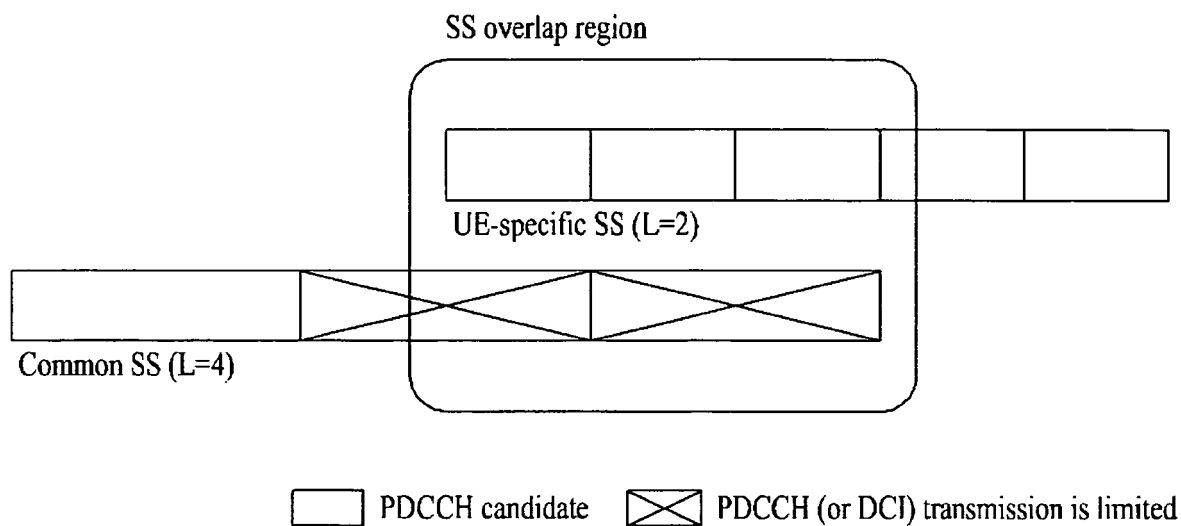 SS overlap region
UE-specific SS (L=2)
Common SS (L=4)
PDCCH candidate
PDCCH (or DCI) transmission is limited